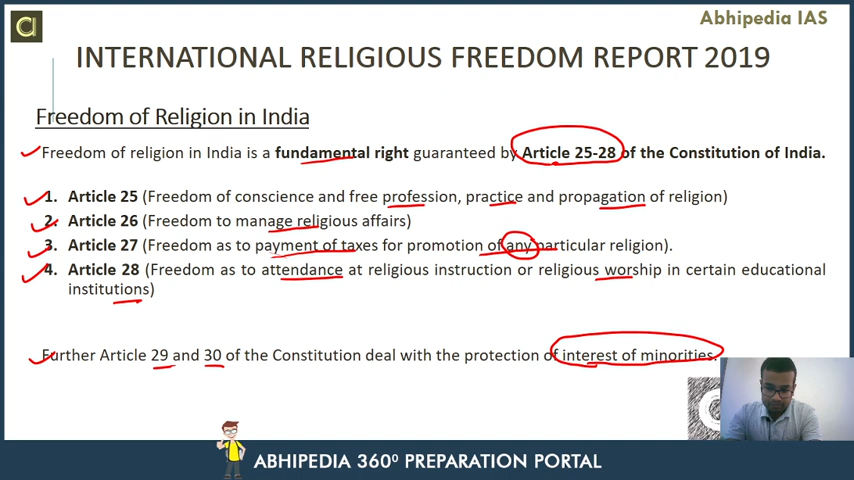 Abhipedia IAS
INTERNATIONAL RELIGIOUS FREEDOM REPORT 2019
Freedom of Religion in India
Freedom of religion in India is a fundamental right guaranteed by Article 25-28 of the Constitution of India.
1. Article 25 (Freedom of conscience and free profession, practice and propagation of religion)
2. Article 26 (Freedom to manage religious affairs)
3. Article 27 (Freedom as to payment of taxes for promotion of any particular religion).
4. Article 28 (Freedom as to attendance at religious instruction or religious worship in certain educational
institutions)
Further Article 29 and 30 of the Constitution deal with the protection of interest of minorities.
ABHIPEDIA 360⁰ PREPARATION PORTAL